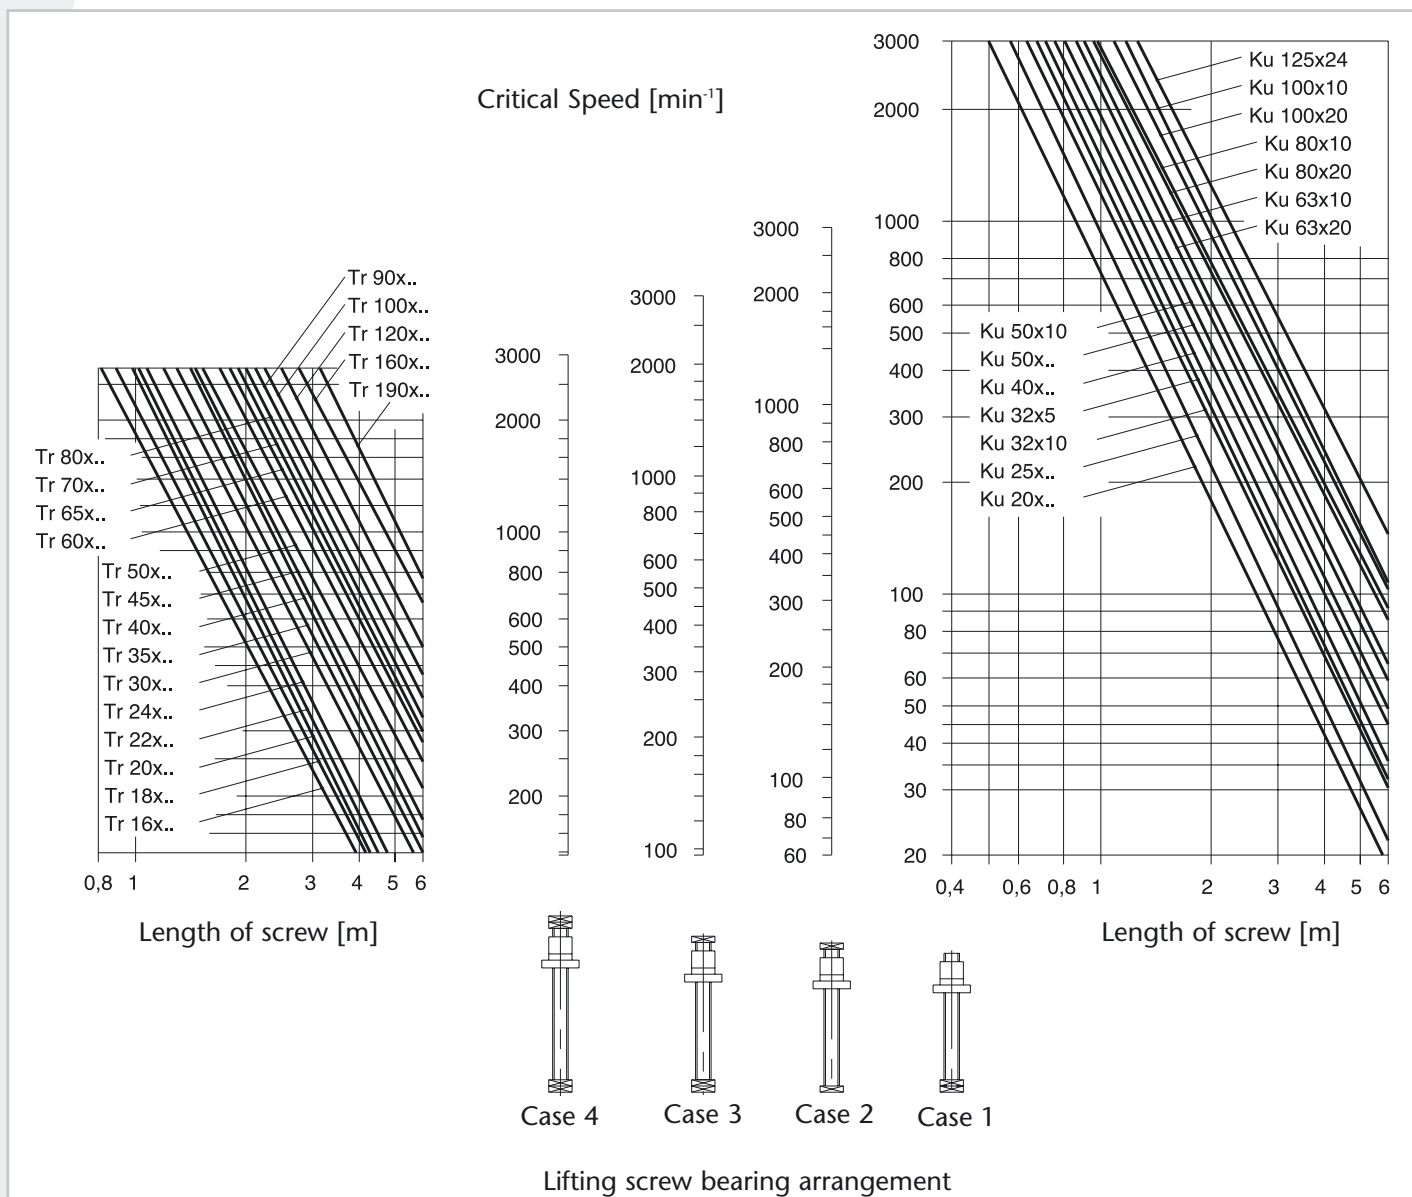 Critical Speed [min-1]
Tr 90x..
Tr 100x..
Tr 120x..
Tr 160x..
Tr 190x..
Tr 80x..
Tr 70x..
Tr 65x..
Tr 60x..
Tr 50x..
Tr 45x..
Tr 40x..
Tr 35x..
Tr 30x..
Tr 24x..
Tr 22x..
Tr 20x..
Tr 18x..
Tr 16x..
0,8 1 2 3 4 5 6
Length of screw [m]
3000
2000
1000
800
600
500
400
300
200
3000
2000
1000
800
600
500
400
300
200
100
3000
2000
1000
800
600
500
400
300
200
100
80
60
3000
2000
1000
800
600
500
400
300
200
100
80
60
50
40
30
20
Ku 125x24
Ku 100x10
Ku 100x20
Ku 80x10
Ku 80x20
Ku 63x10
Ku 63x20
Ku 50x10
Ku 50x..
Ku 40x..
Ku 32x5
Ku 32x10
Ku 25x..
Ku 20x..
0,4 0,6 0,8 1 2 3 4 5 6
Length of screw [m]
Case 4 Case 3 Case 2 Case 1
Lifting screw bearing arrangement